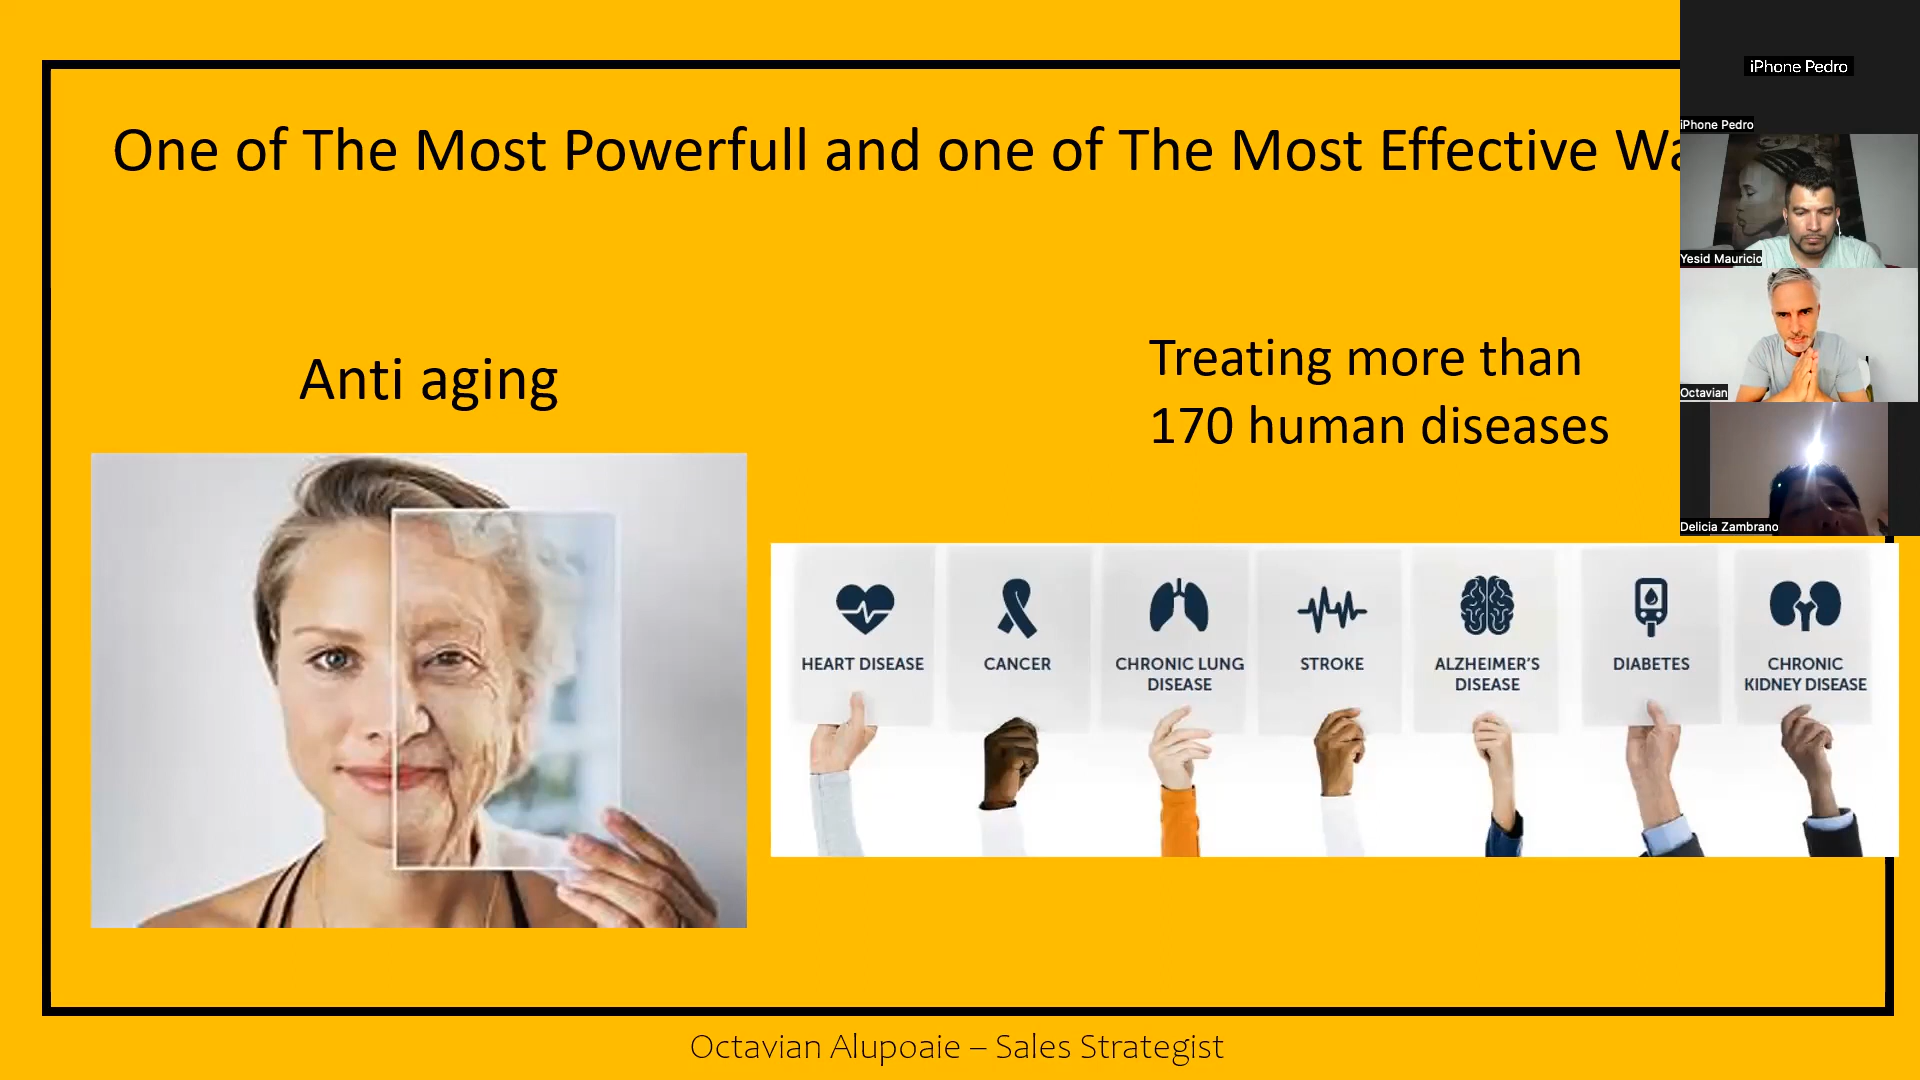 One of The Most Powerfull and one of The Most Effective
Anti aging
Treating more than
170 human diseases
HEART DISEASE
CANCER
CHRONIC LUNG
DISEASE
STROKE
ALZHEIMER'S
DISEASE
DIABETES
CHRONIC
KIDNEY DISEASE
Octavian Alupoaie – Sales Strategist
iPhone Pedro
iPhone Pedro
Yesid Mauricio
Octavian
Delicia Zambrano